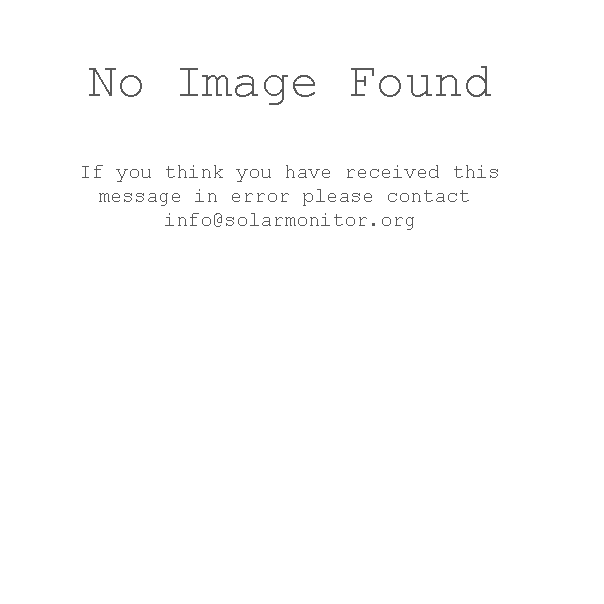 No Image Found
If you think you have received this
message in error please contact
info@solarmonitor.org